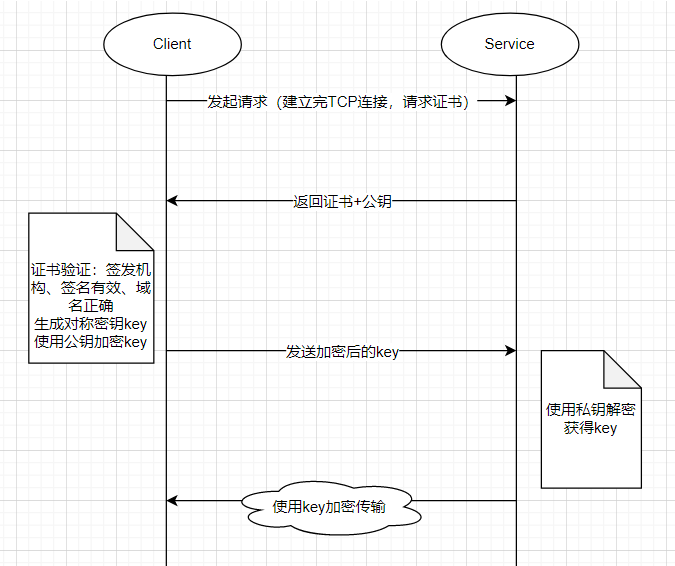 Client
Service
发起请求（建立完TCP连接，请求证书）
返回证书+公钥
证书验证：签发机
构、签名有效、域
名正确
生成对称密钥key
使用公钥加密key
发送加密后的key
使用私钥解密
获得key
使用key加密传输